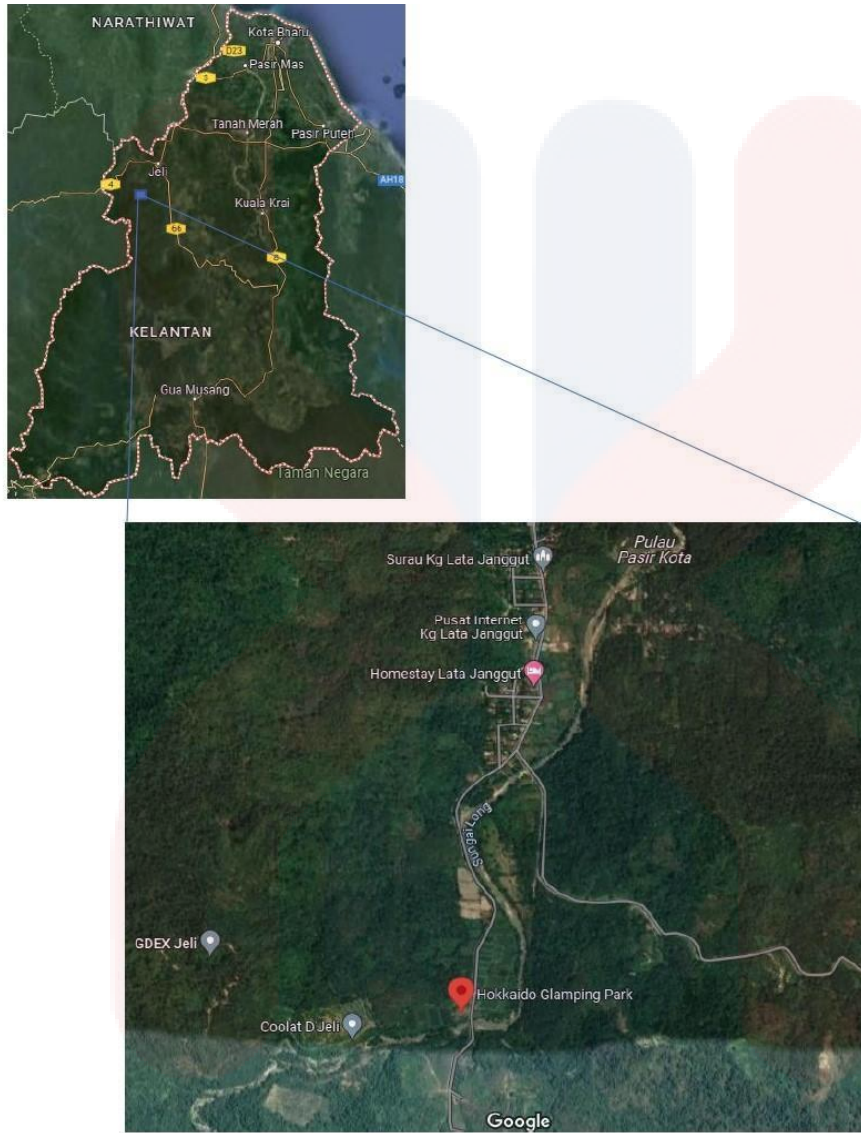 NARATHIWAT
Kota Bharu
D23
Pasir Mas
3
Tanah Merah
Pasir Puteh
Jeli
4
AH18
Kuala Krai
66
8
KELANTAN
Gua Musang
Taman Negara
Surau Kg Lata Janggut
Pulau
Pasir Kota
Pusat Internet
Kg Lata Janggut
Homestay Lata Janggut
Sungai Long
GDEX Jeli
Hokkaido Glamping Park
Coolat D Jeli
Google